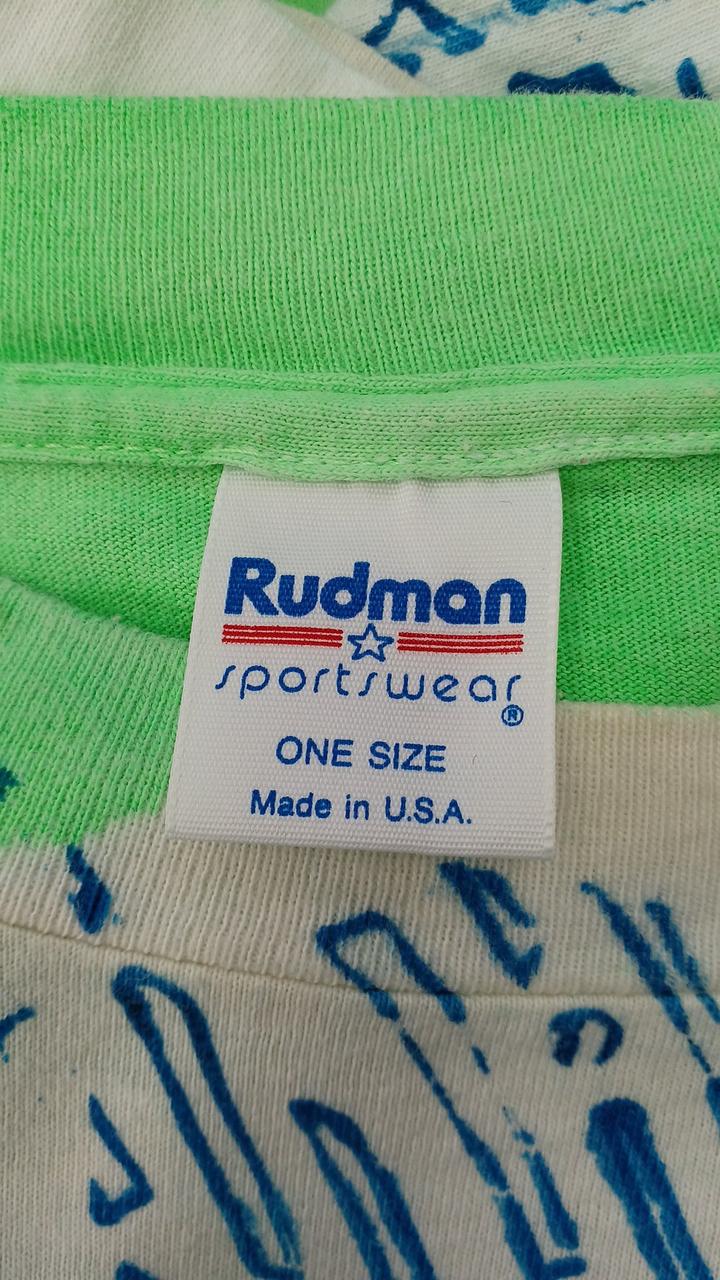 Rudman
sportswear
®
ONE SIZE
Made in U.S.A.